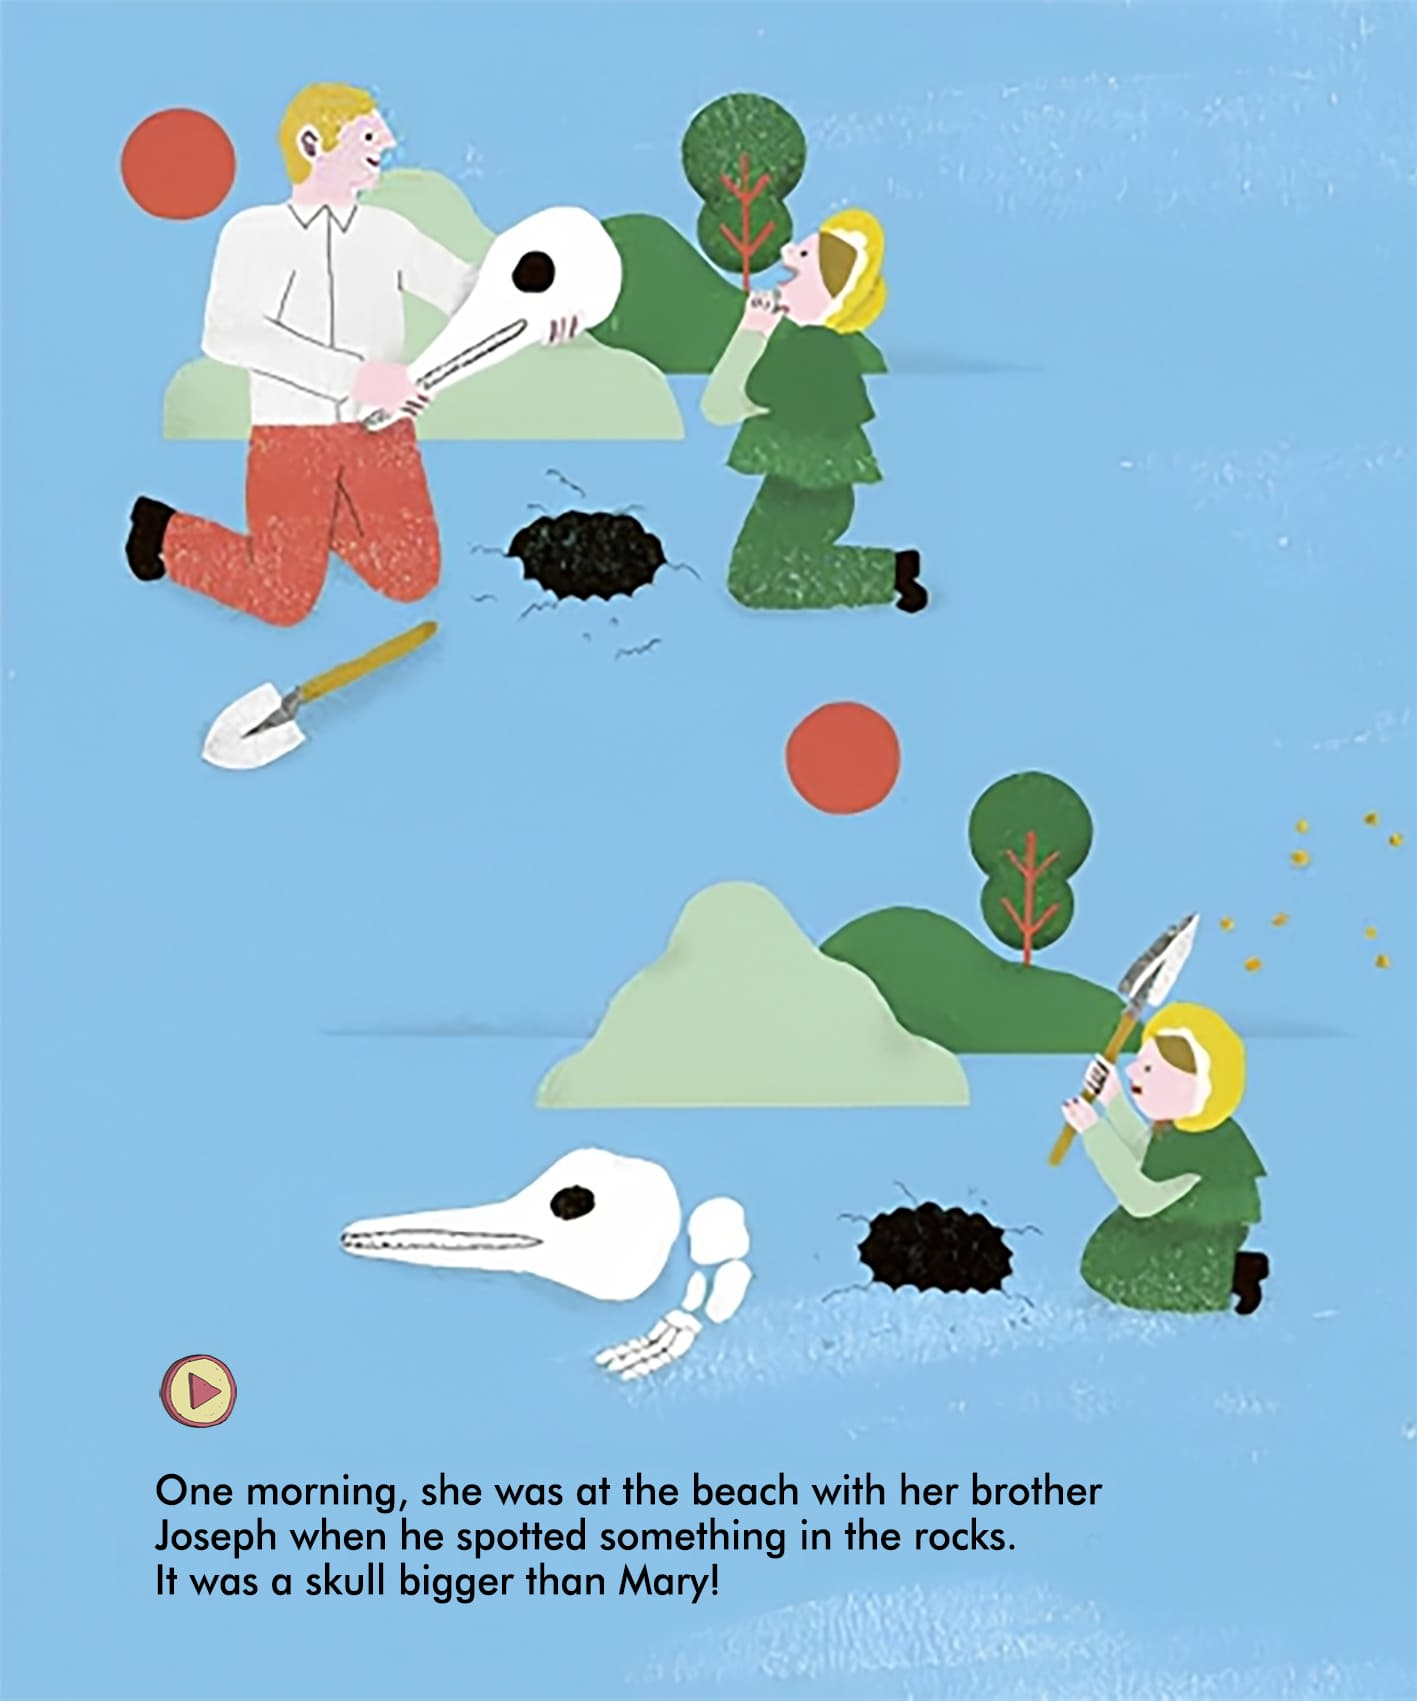 One morning, she was at the beach with her brother
Joseph when he spotted something in the rocks.
It was a skull bigger than Mary!